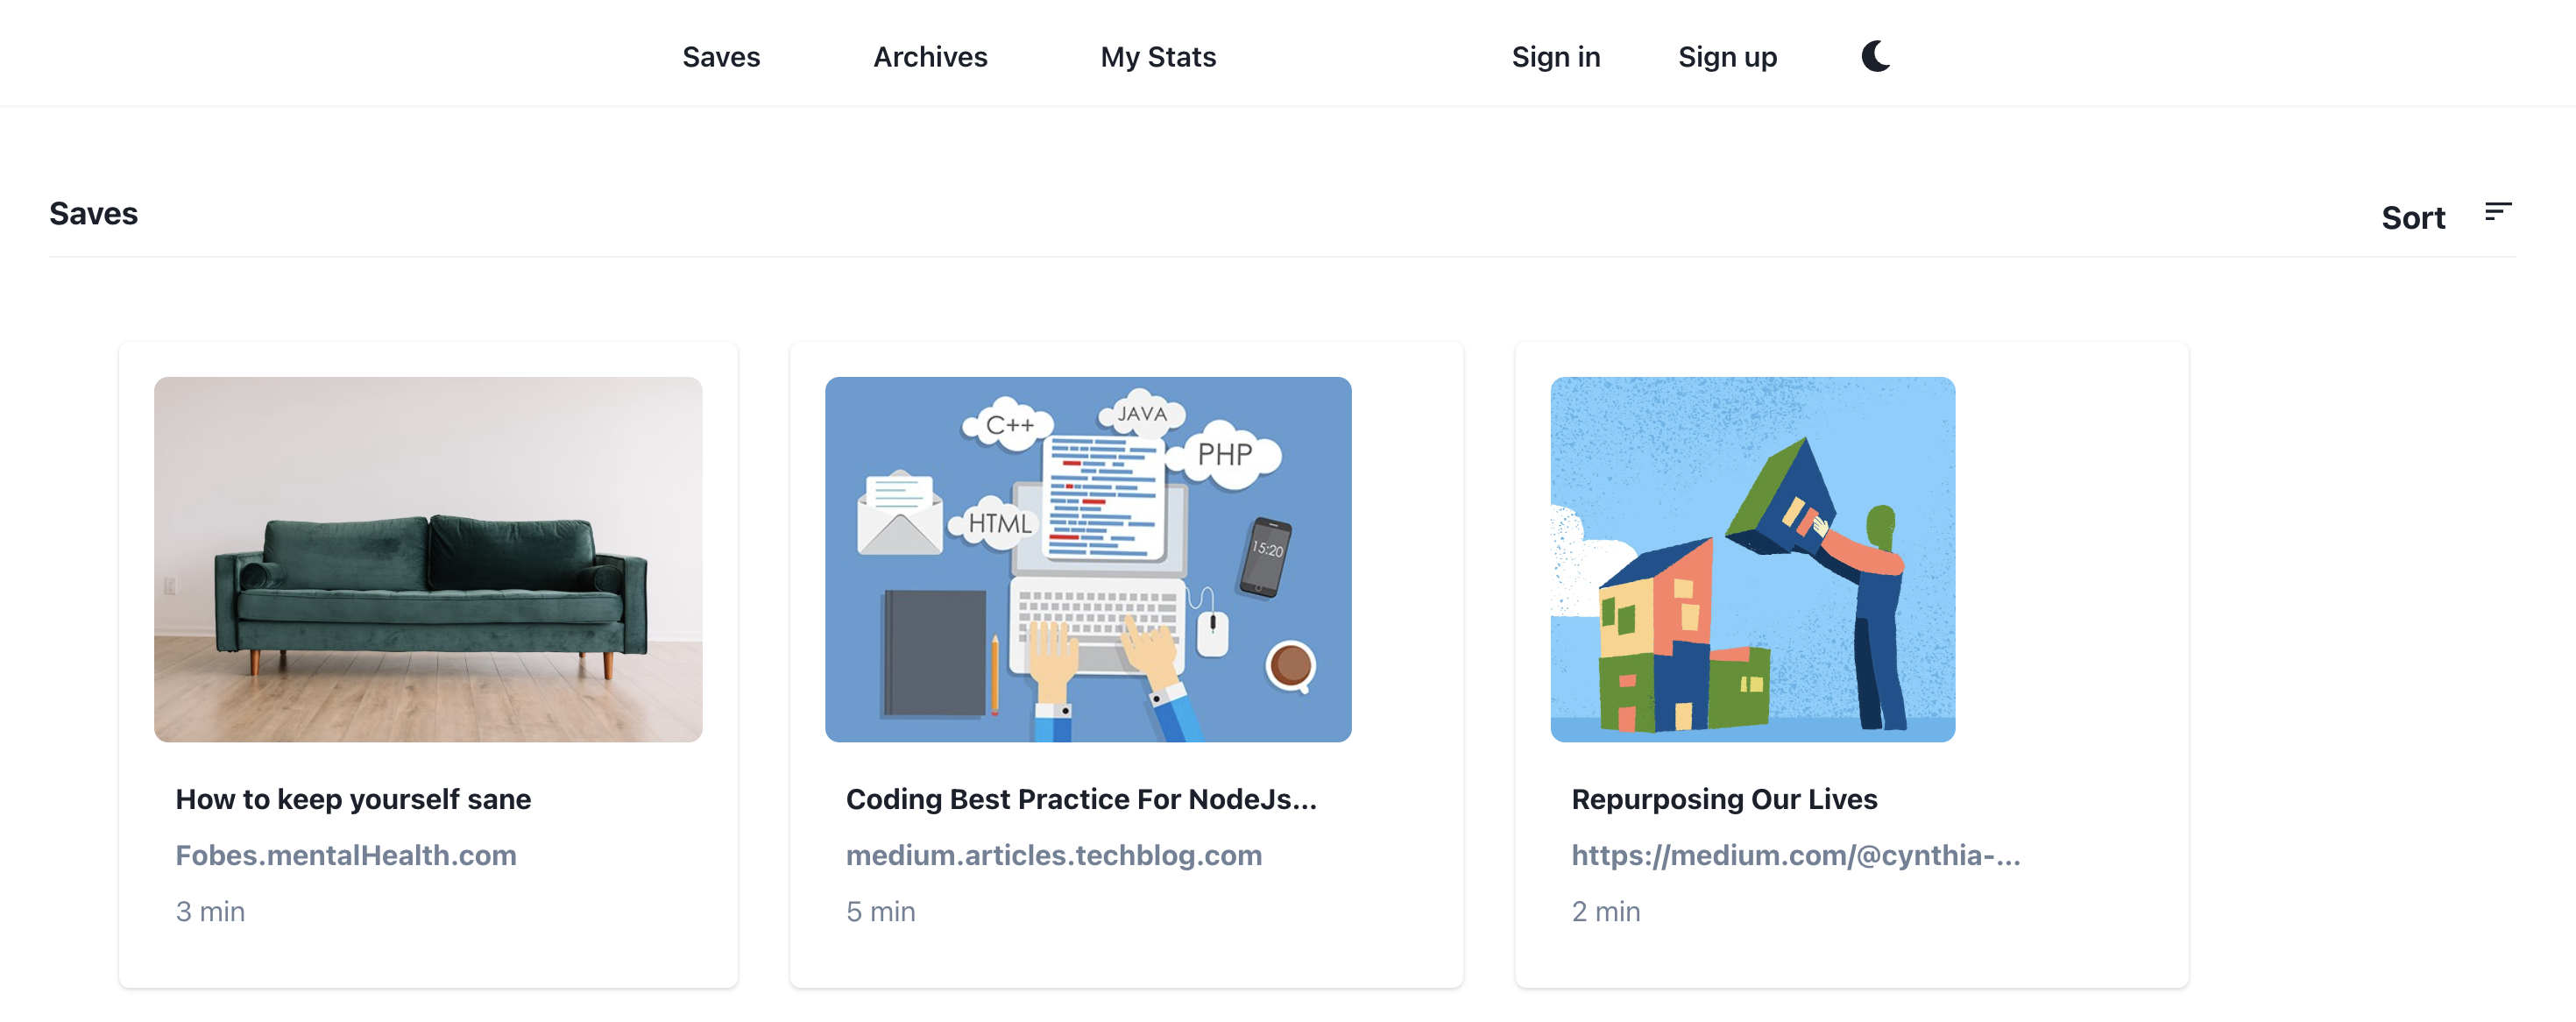 Saves Archives My Stats Sign in Sign up
Saves
Sort
C++
JAVA
PHP
HTML
15:20
How to keep yourself sane
Fobes.mentalHealth.com
3 min
Coding Best Practice For NodeJs...
medium.articles.techblog.com
5 min
Repurposing Our Lives
https://medium.com/@cynthia-...
2 min